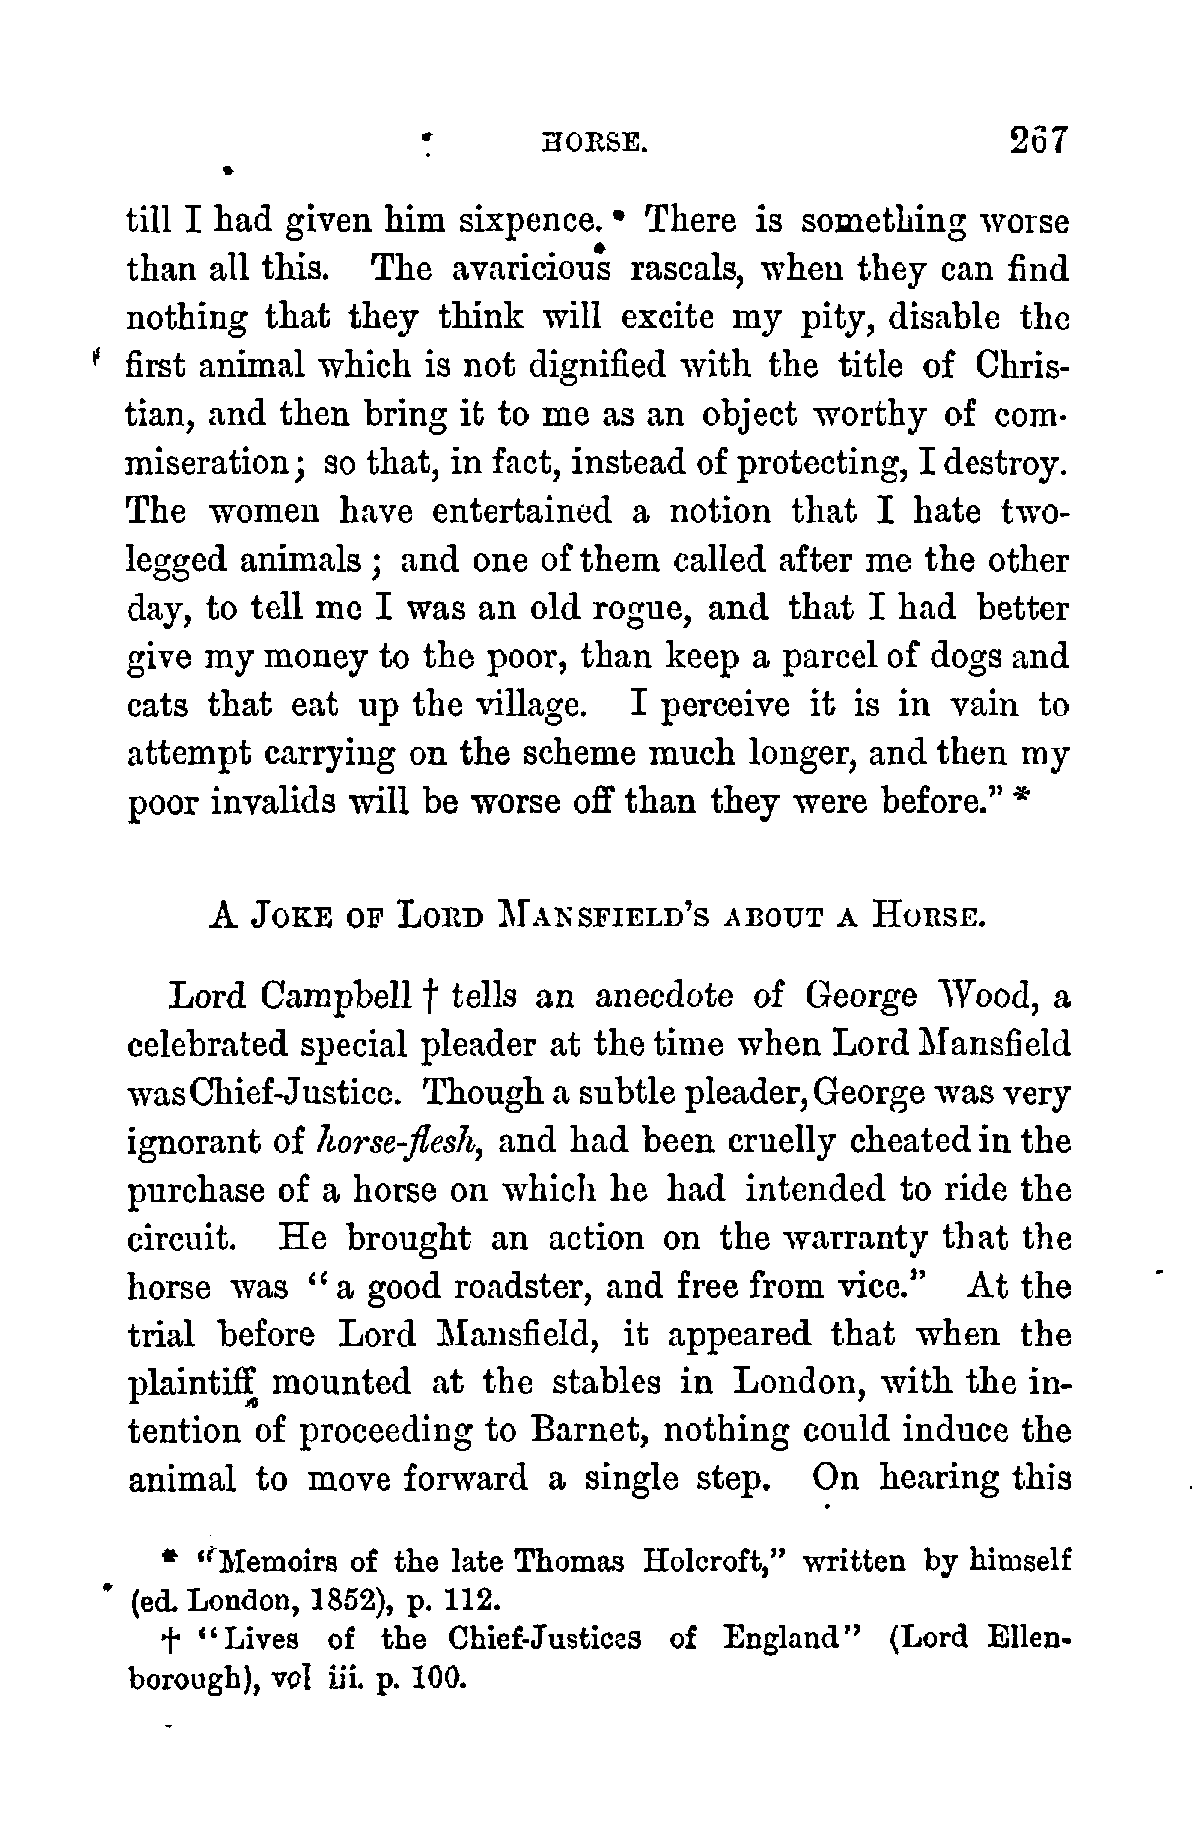 HORSE. 267
till I had given him sixpence. There is something worse
than all this. The avaricious rascals, when they can find
nothing that they think will excite my pity, disable the
first animal which is not dignified with the title of Chris-
tian, and then bring it to me as an object worthy of com-
miseration; so that, in fact, instead of protecting, I destroy.
The women have entertained a notion that I hate two-
legged animals; and one of them called after me the other
day, to tell me I was an old rogue, and that I had better
give my money to the poor, than keep a parcel of dogs and
cats that eat up the village. I perceive it is in vain to
attempt carrying on the scheme much longer, and then my
poor invalids will be worse off than they were before." *
A JOKE OF LORD MANSFIELD'S ABOUT A HORSE.
Lord Campbell † tells an anecdote of George Wood, a
celebrated special pleader at the time when Lord Mansfield
was Chief-Justice. Though a subtle pleader, George was very
ignorant of horse-flesh, and had been cruelly cheated in the
purchase of a horse on which he had intended to ride the
circuit. He brought an action on the warranty that the
horse was "a good roadster, and free from vice." At the
trial before Lord Mansfield, it appeared that when the
plaintiff mounted at the stables in London, with the in-
tention of proceeding to Barnet, nothing could induce the
animal to move forward a single step. On hearing this
* "Memoirs of the late Thomas Holcroft," written by himself
(ed. London, 1852), p. 112.
† "Lives of the Chief-Justices of England" (Lord Ellen-
borough), vol iii. p. 100.